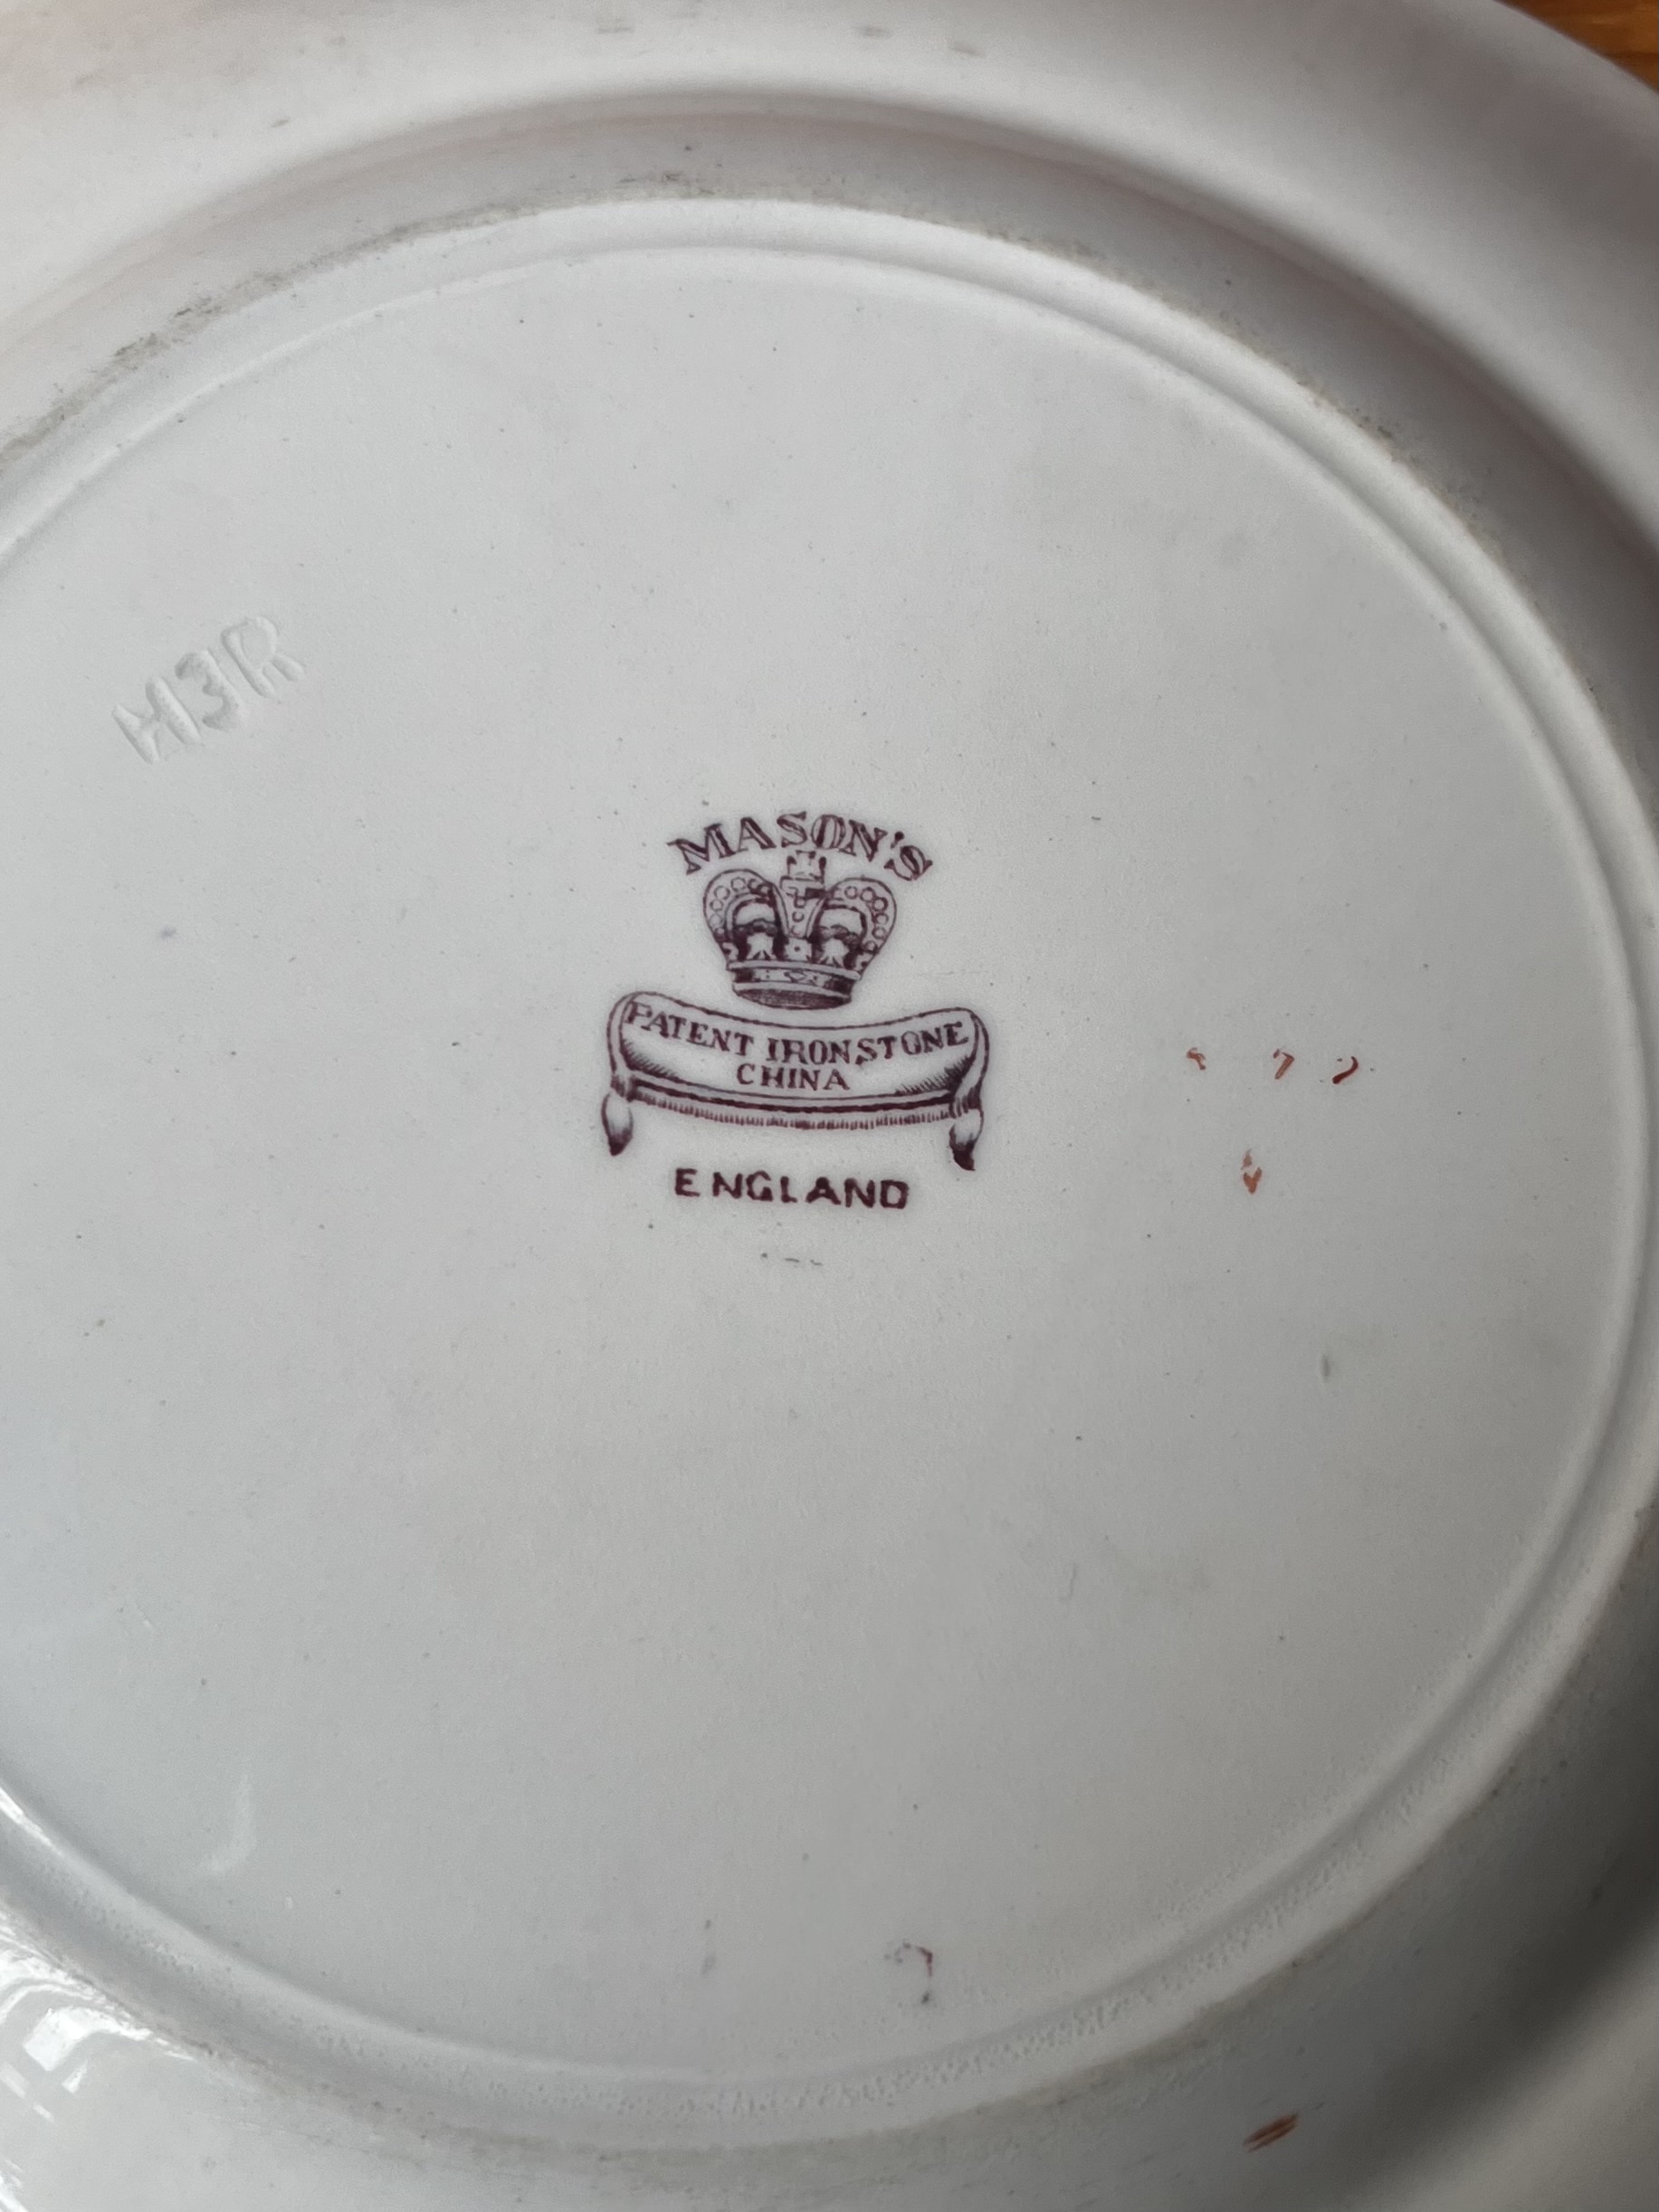 H3R
MASON'S
PATENT IRONSTONE
CHINA
ENGLAND